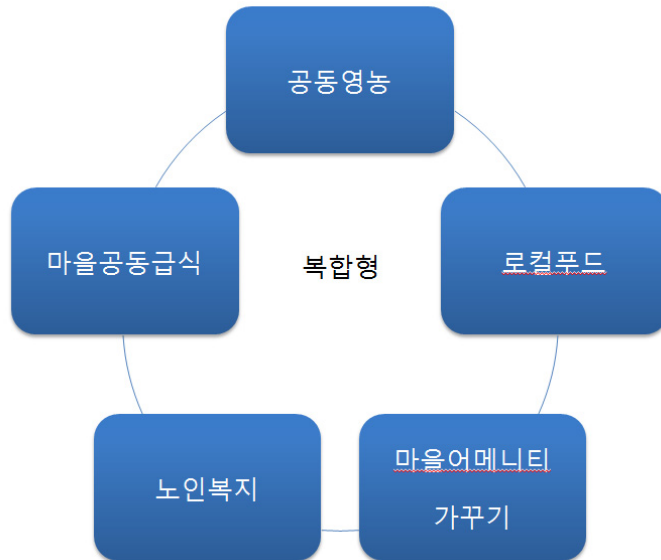 공동영농
마을공동급식
복합형
로컬푸드
노인복지
마을어메니티
가꾸기